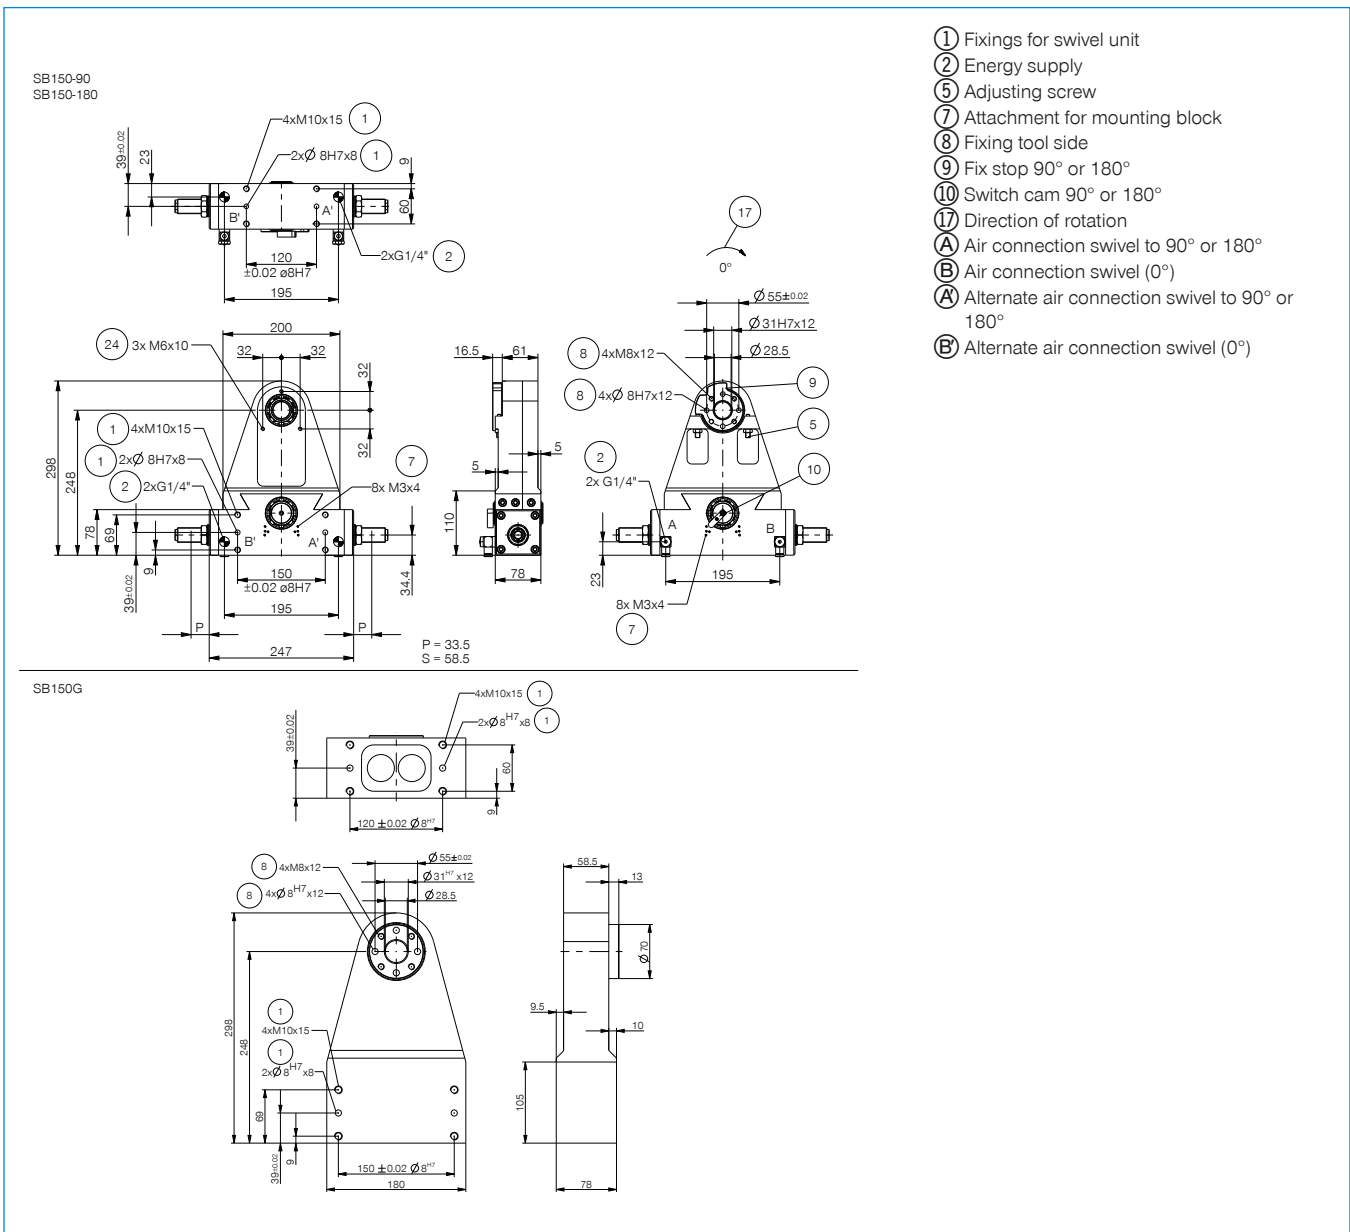 ① Fixings for swivel unit
② Energy supply
⑤ Adjusting screw
⑦ Attachment for mounting block
⑧ Fixing tool side
⑨ Fix stop 90° or 180°
⑩ Switch cam 90° or 180°
⑰ Direction of rotation
Ⓐ Air connection swivel to 90° or 180°
Ⓑ Air connection swivel (0°)
Ⓐ' Alternate air connection swivel to 90° or
180°
Ⓑ' Alternate air connection swivel (0°)
SB150-90
SB150-180
4xM10x15 1
2xØ 8H7x8 1
39±0.02
23
9
60
B'
A'
2xG1/4" 2
120
±0.02 ø8H7
195
17
0°
200
24 3x M6x10
32
32
32
32
1 4xM10x15
1 2xØ 8H7x8
2 2xG1/4"
7
8x M3x4
298
248
78
69
9
39±0.02
B'
A'
34.4
150
±0.02 ø8H7
195
P
P
247
P = 33.5
S = 58.5
16.5
61
5
5
110
78
Ø 55±0.02
Ø 31H7x12
Ø 28.5
8 4xM8x12
8 4xØ 8H7x12
9
5
10
2
2x G1/4"
A
B
23
195
8x M3x4
7
SB150G
4xM10x15 1
2xØ 8H7x8 1
39±0.02
60
9
120 ±0.02 Ø 8H7
Ø 55±0.02
Ø 31H7 x12
Ø 28.5
8 4xM8x12
8 4xØ 8H7x12
298
248
1
4xM10x15
1
2xØ 8H7x8
69
39±0.02
9
150 ±0.02 Ø 8H7
180
58.5
13
Ø 70
9.5
10
105
78